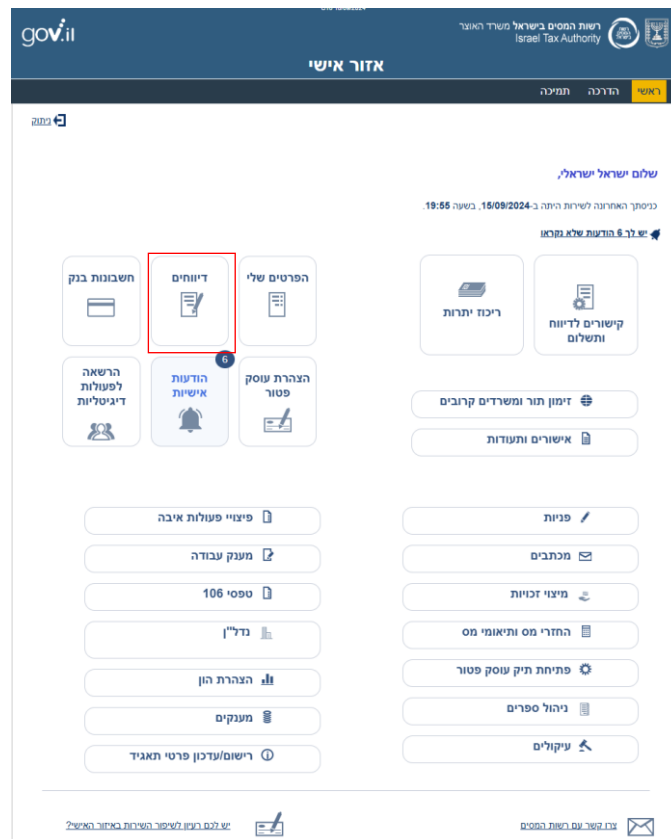 gov.il
רשות המסים בישראל משרד האוצר
Israel Tax Authority
אזור אישי
ראשי הדרכה תמיכה
ניתוק
שלום ישראל ישראלי,
כניסתך האחרונה לשירות היתה ב-15/09/2024, בשעה 19:55.
יש לך 6 הודעות שלא נקראו
קישורים לדיווח
ותשלום
ריכוז יתרות
הפרטים שלי
דיווחים
חשבונות בנק
הצהרת עוסק
פטור
6
הודעות
אישיות
הרשאה
לפעולות
דיגיטליות
זימון תור ומשרדים קרובים
אישורים ותעודות
פניות
מכתבים
מיצוי זכויות
החזרי מס ותיאומי מס
פתיחת תיק עוסק פטור
ניהול ספרים
עיקולים
פיצויי פעולות איבה
מענק עבודה
טפסי 106
נדל"ן
הצהרת הון
מענקים
רישום/עדכון פרטי תאגיד
צרו קשר עם רשות המסים
יש לכם רעיון לשיפור השירות באיזור האישי?